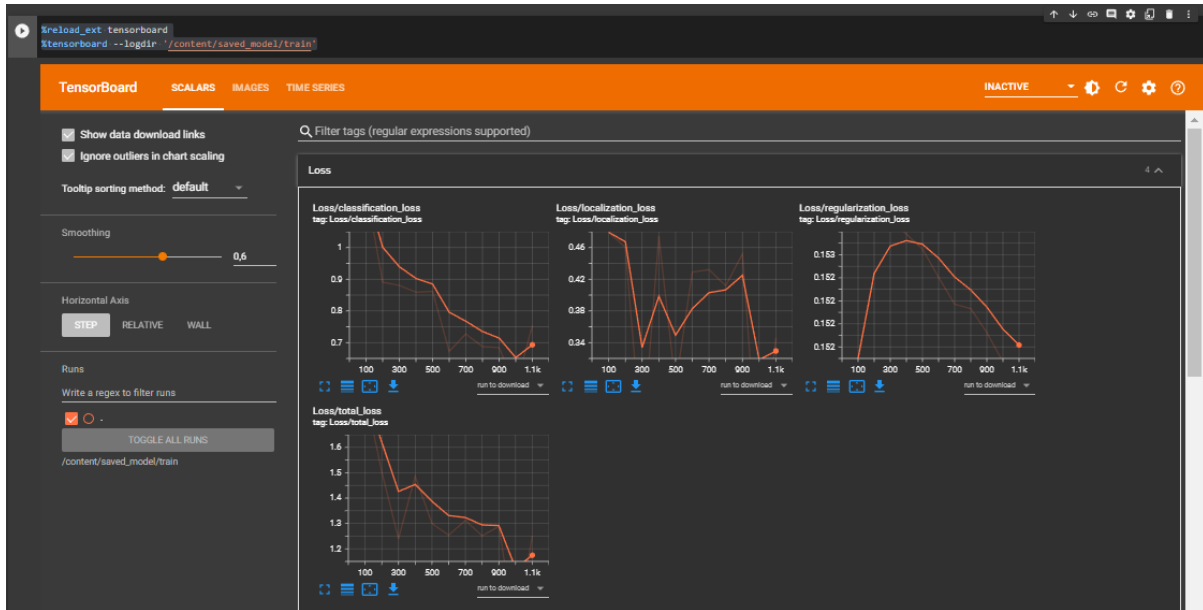 %reload_ext tensorboard
%tensorboard --logdir '/content/saved_model/train'
TensorBoard
SCALARS
IMAGES
TIME SERIES
INACTIVE
Show data download links
Ignore outliers in chart scaling
Tooltip sorting method: default
Smoothing
0,6
Horizontal Axis
STEP
RELATIVE
WALL
Runs
Write a regex to filter runs
-
TOGGLE ALL RUNS
/content/saved_model/train
Filter tags (regular expressions supported)
Loss
4
Loss/classification_loss
tag: Loss/classification_loss
1
0.9
0.8
0.7
100 300 500 700 900 1.1k
run to download
Loss/localization_loss
tag: Loss/localization_loss
0.46
0.42
0.38
0.34
100 300 500 700 900 1.1k
run to download
Loss/regularization_loss
tag: Loss/regularization_loss
0.153
0.152
0.152
0.152
0.152
100 300 500 700 900 1.1k
run to download
Loss/total_loss
tag: Loss/total_loss
1.6
1.5
1.4
1.3
1.2
100 300 500 700 900 1.1k
run to download